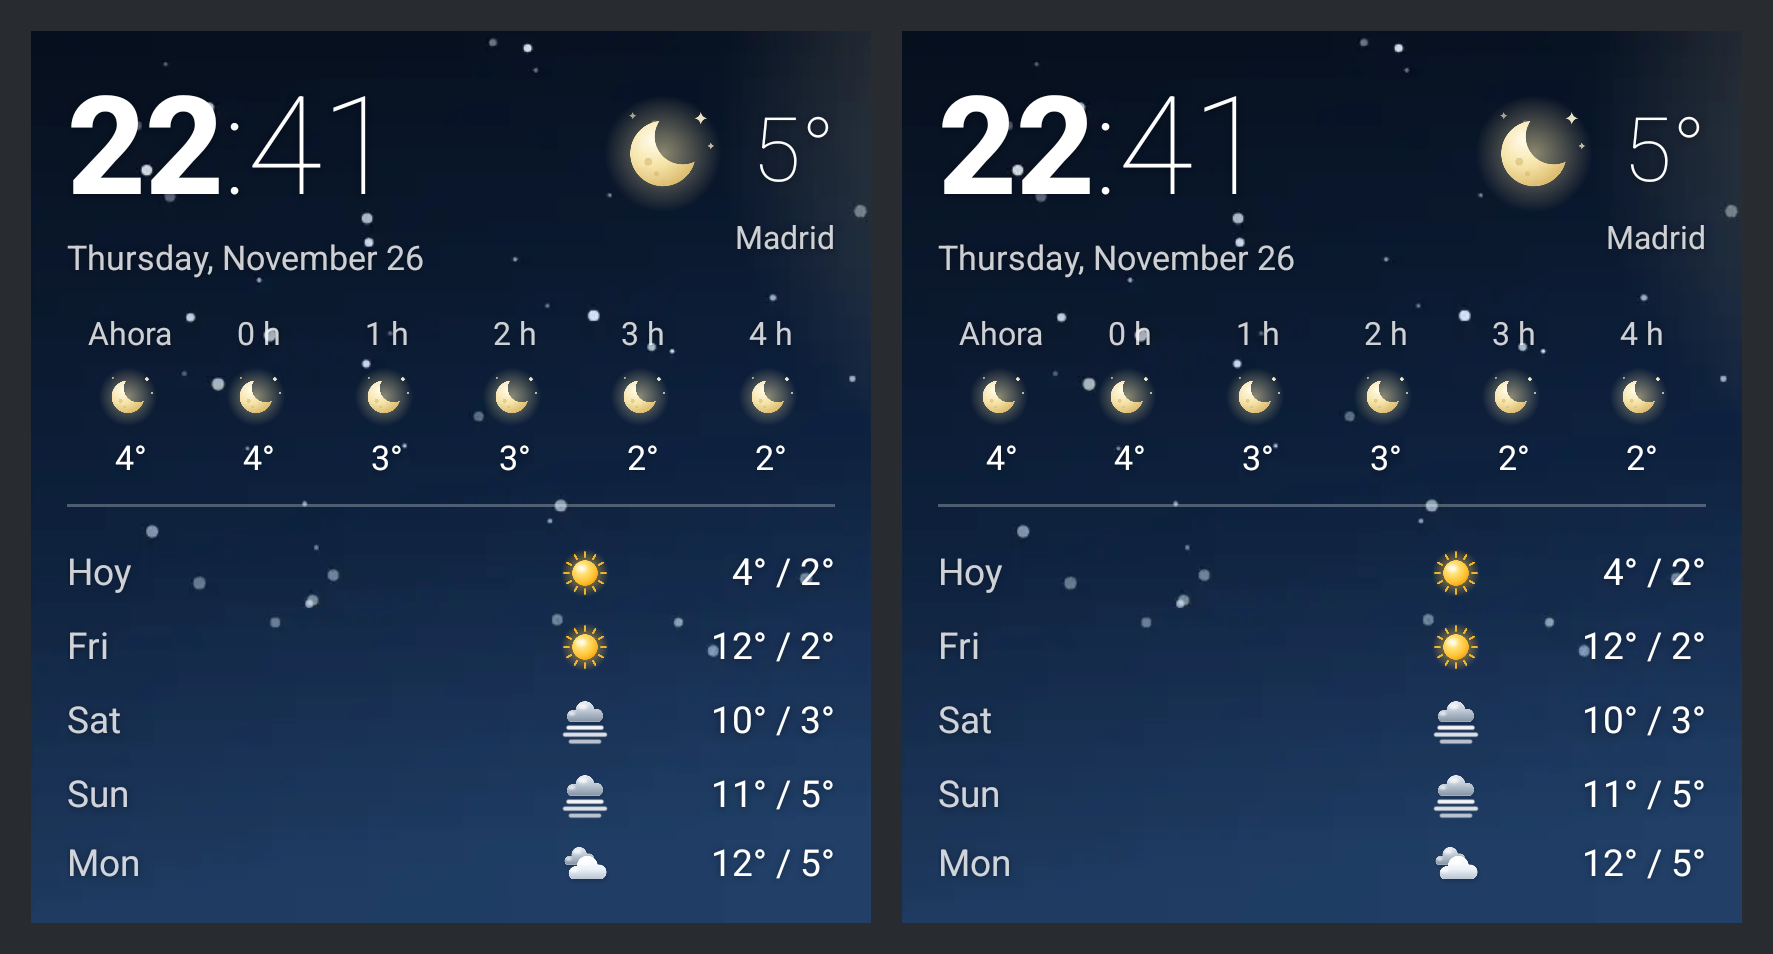 22:41
5°
Madrid
Thursday, November 26
Ahora 0 h 1 h 2 h 3 h 4 h
4° 4° 3° 3° 2° 2°
Hoy 4° / 2°
Fri 12° / 2°
Sat 10° / 3°
Sun 11° / 5°
Mon 12° / 5°
22:41
5°
Madrid
Thursday, November 26
Ahora 0 h 1 h 2 h 3 h 4 h
4° 4° 3° 3° 2° 2°
Hoy 4° / 2°
Fri 12° / 2°
Sat 10° / 3°
Sun 11° / 5°
Mon 12° / 5°